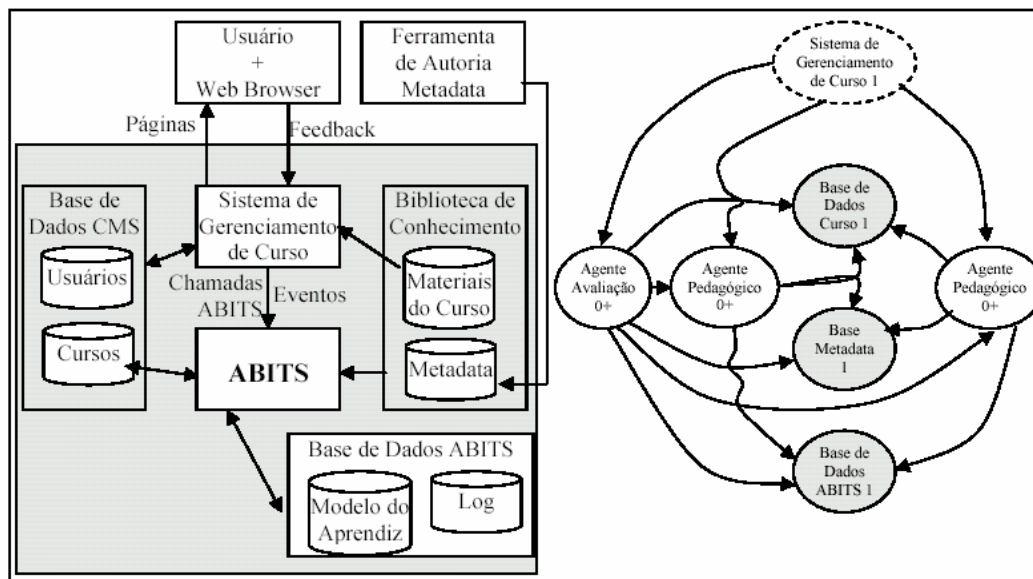 Usuário
+
Web Browser
Ferramenta
de Autoria
Metadata
Páginas
Feedback
Base de
Dados CMS
Usuários
Cursos
Sistema de
Gerenciamento
de Curso
Chamadas
ABITS
Eventos
ABITS
Biblioteca de
Conhecimento
Materiais
do Curso
Metadata
Base de Dados ABITS
Modelo do
Aprendiz
Log
Sistema de
Gerenciamento
de Curso 1
Base de
Dados
Curso 1
Agente
Avaliação
0+
Agente
Pedagógico
0+
Agente
Pedagógico
0+
Base
Metadata
1
Base de
Dados
ABITS 1